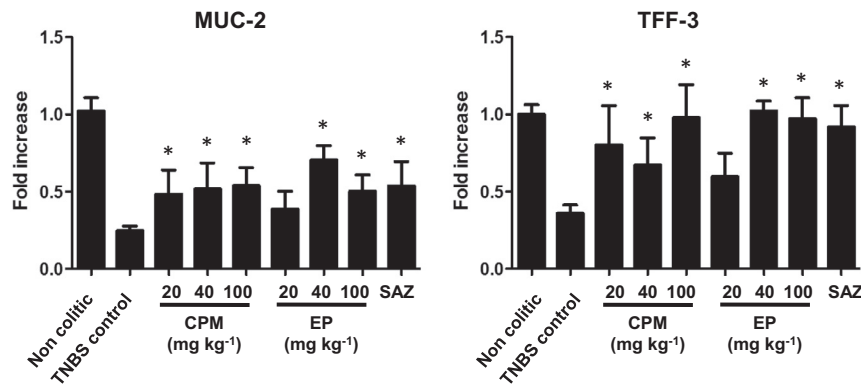 MUC-2
Fold increase
1.5
1.0
0.5
0.0
* * * * * *
Non colitic
TNBS control
20 40 100 20 40 100 SAZ
CPM EP
(mg kg⁻¹) (mg kg⁻¹)
TFF-3
Fold increase
1.5
1.0
0.5
0.0
* * * * * *
Non colitic
TNBS control
20 40 100 20 40 100 SAZ
CPM EP
(mg kg⁻¹) (mg kg⁻¹)